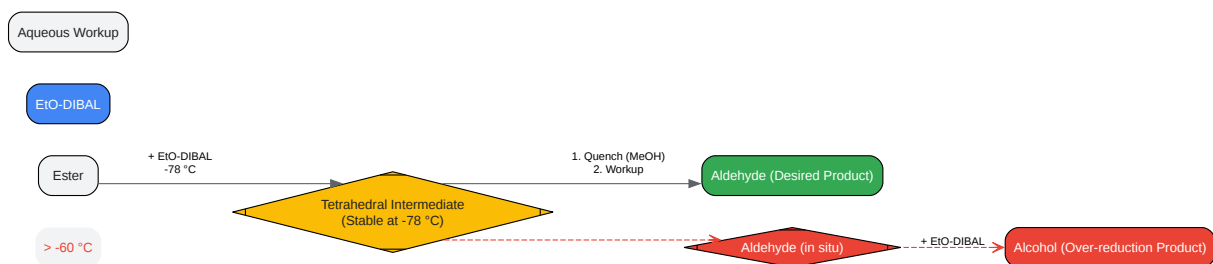 Aqueous Workup
EtO-DIBAL
+ EtO-DIBAL
-78 °C
1. Quench (MeOH)
2. Workup
Ester
Aldehyde (Desired Product)
Tetrahedral Intermediate
(Stable at -78 °C)
> -60 °C
Aldehyde (in situ)
+ EtO-DIBAL
Alcohol (Over-reduction Product)